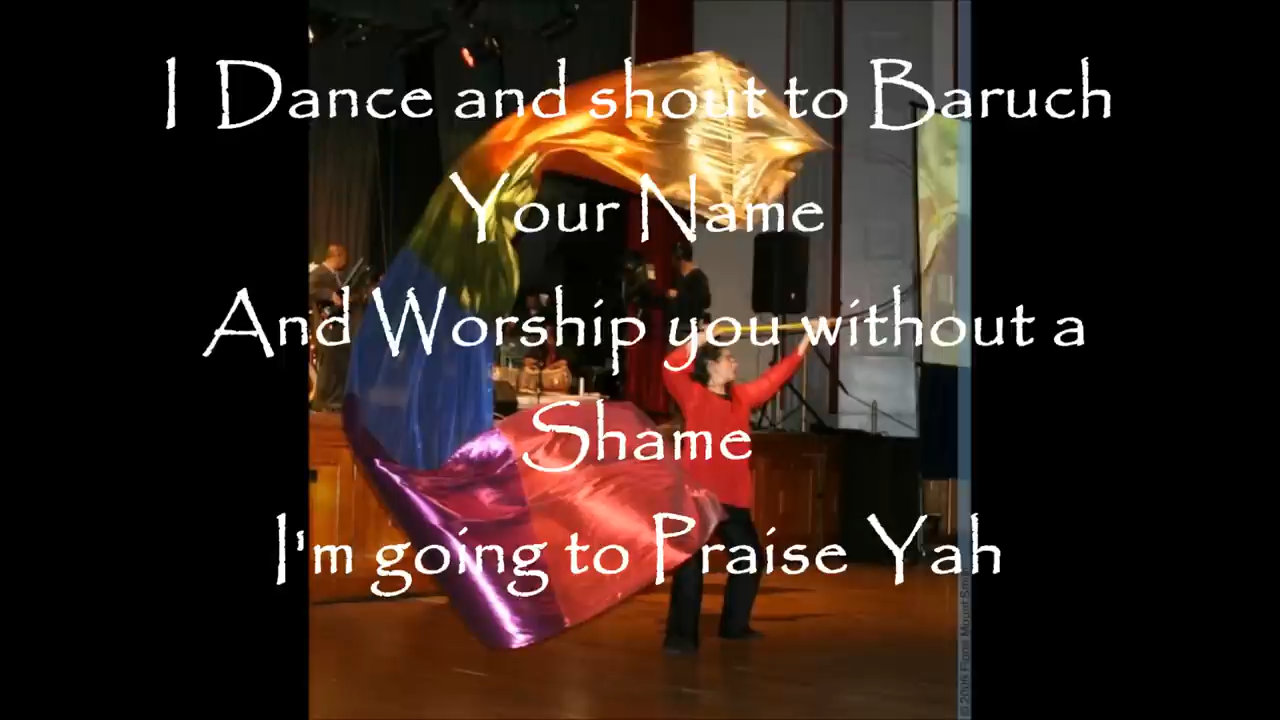 I Dance and shout to Baruch
Your Name
And Worship you without a
Shame
I'm going to Praise Yah